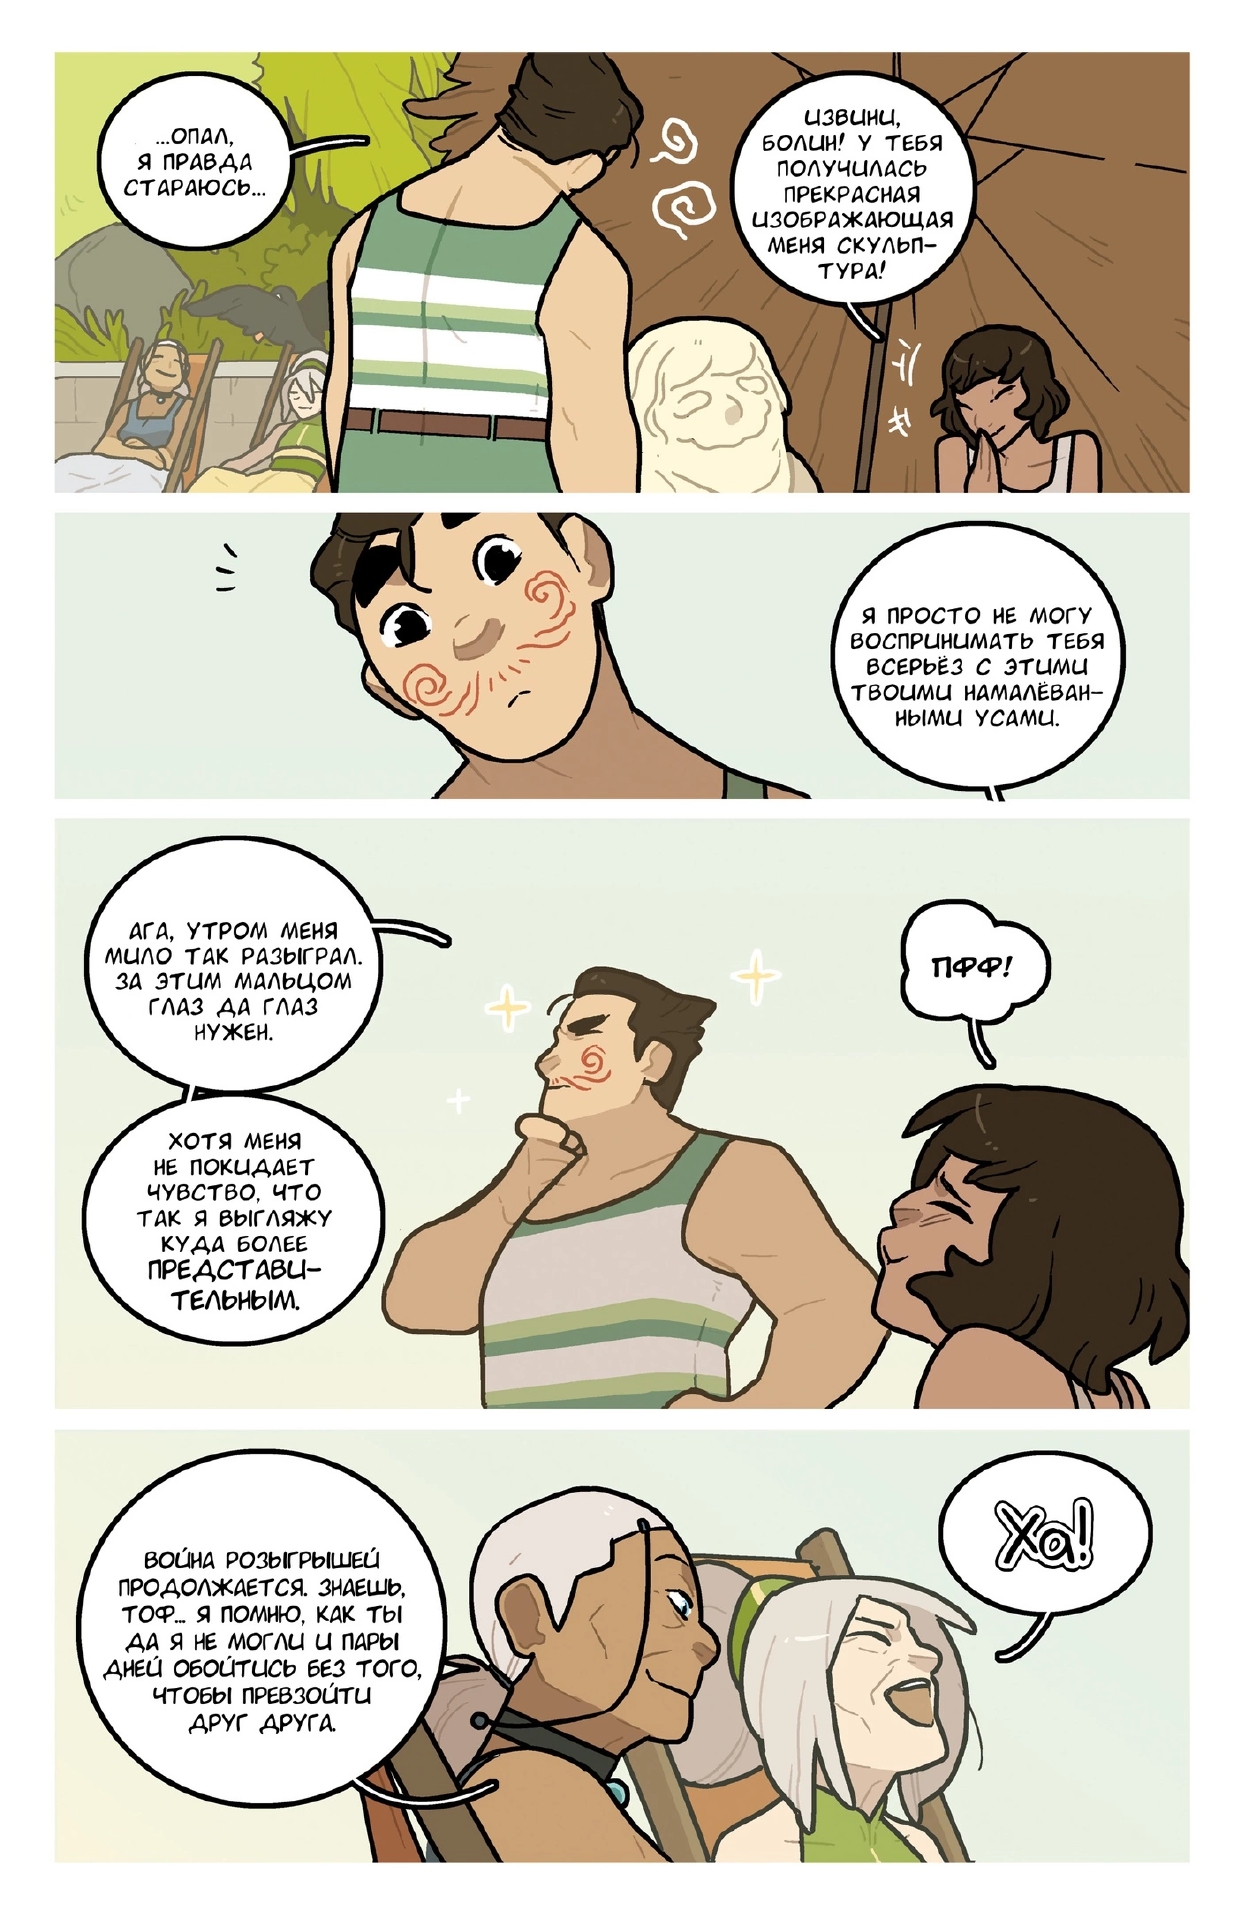 ...ОПАЛ,
Я ПРАВДА
СТАРАЮСЬ...
ИЗВИНИ,
БОЛИН! У ТЕБЯ
ПОЛУЧИЛАСЬ
ПРЕКРАСНАЯ
ИЗОБРАЖАЮЩАЯ
МЕНЯ СКУЛЬП-
ТУРА!
Я ПРОСТО НЕ МОГУ
ВОСПРИНИМАТЬ ТЕБЯ
ВСЕРЬЁЗ С ЭТИМИ
ТВОИМИ НАМАЛЁВАН-
НЫМИ УСАМИ.
АГА, УТРОМ МЕНЯ
МИЛО ТАК РАЗЫГРАЛ.
ЗА ЭТИМ МАЛЬЦОМ
ГЛАЗ ДА ГЛАЗ
НУЖЕН.
ПФФ!
ХОТЯ МЕНЯ
НЕ ПОКИДАЕТ
ЧУВСТВО, ЧТО
ТАК Я ВЫГЛЯЖУ
КУДА БОЛЕЕ
ПРЕДСТАВИ-
ТЕЛЬНЫМ.
ВОЙНА РОЗЫГРЫШЕЙ
ПРОДОЛЖАЕТСЯ. ЗНАЕШЬ,
ТОФ... Я ПОМНЮ, КАК ТЫ
ДА Я НЕ МОГЛИ И ПАРЫ
ДНЕЙ ОБОЙТИСЬ БЕЗ ТОГО,
ЧТОБЫ ПРЕВЗОЙТИ
ДРУГ ДРУГА.
Ха!